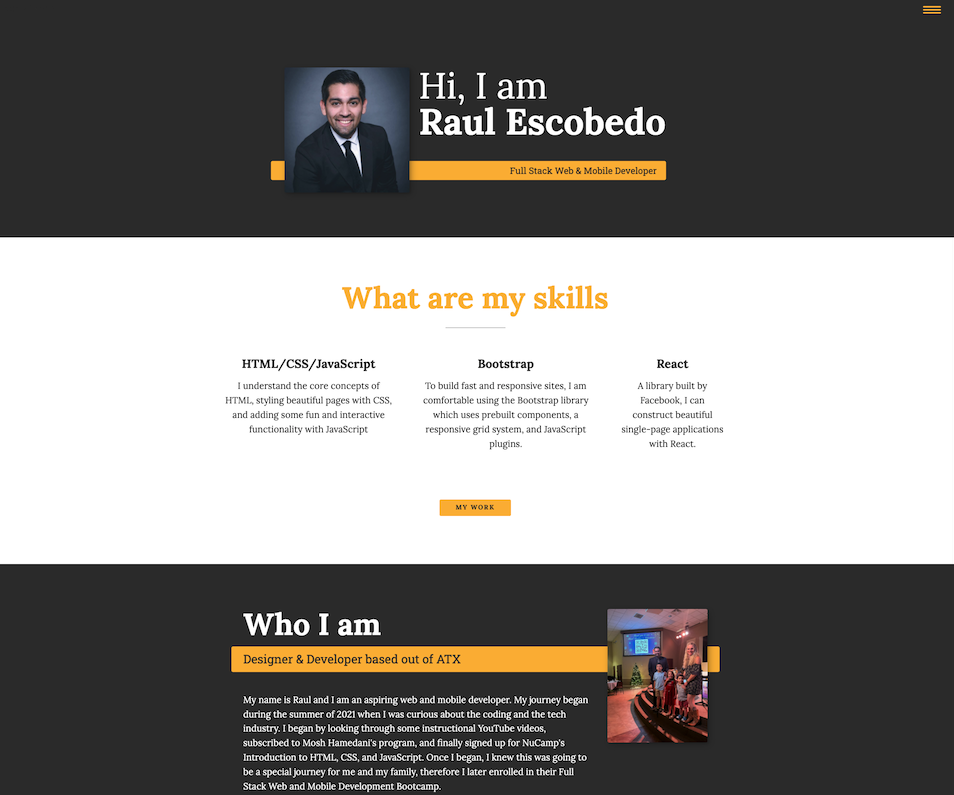 Hi, I am
Raul Escobedo
Full Stack Web & Mobile Developer
What are my skills
HTML/CSS/JavaScript
I understand the core concepts of
HTML, styling beautiful pages with CSS,
and adding some fun and interactive
functionality with JavaScript
Bootstrap
To build fast and responsive sites, I am
comfortable using the Bootstrap library
which uses prebuilt components, a
responsive grid system, and JavaScript
plugins.
React
A library built by
Facebook, I can
construct beautiful
single-page applications
with React.
MY WORK
Who I am
Designer & Developer based out of ATX
My name is Raul and I am an aspiring web and mobile developer. My journey began
during the summer of 2021 when I was curious about the coding and the tech
industry. I began by looking through some instructional YouTube videos,
subscribed to Mosh Hamedani's program, and finally signed up for NuCamp's
Introduction to HTML, CSS, and JavaScript. Once I began, I knew this was going to
be a special journey for me and my family, therefore I later enrolled in their Full
Stack Web and Mobile Development Bootcamp.